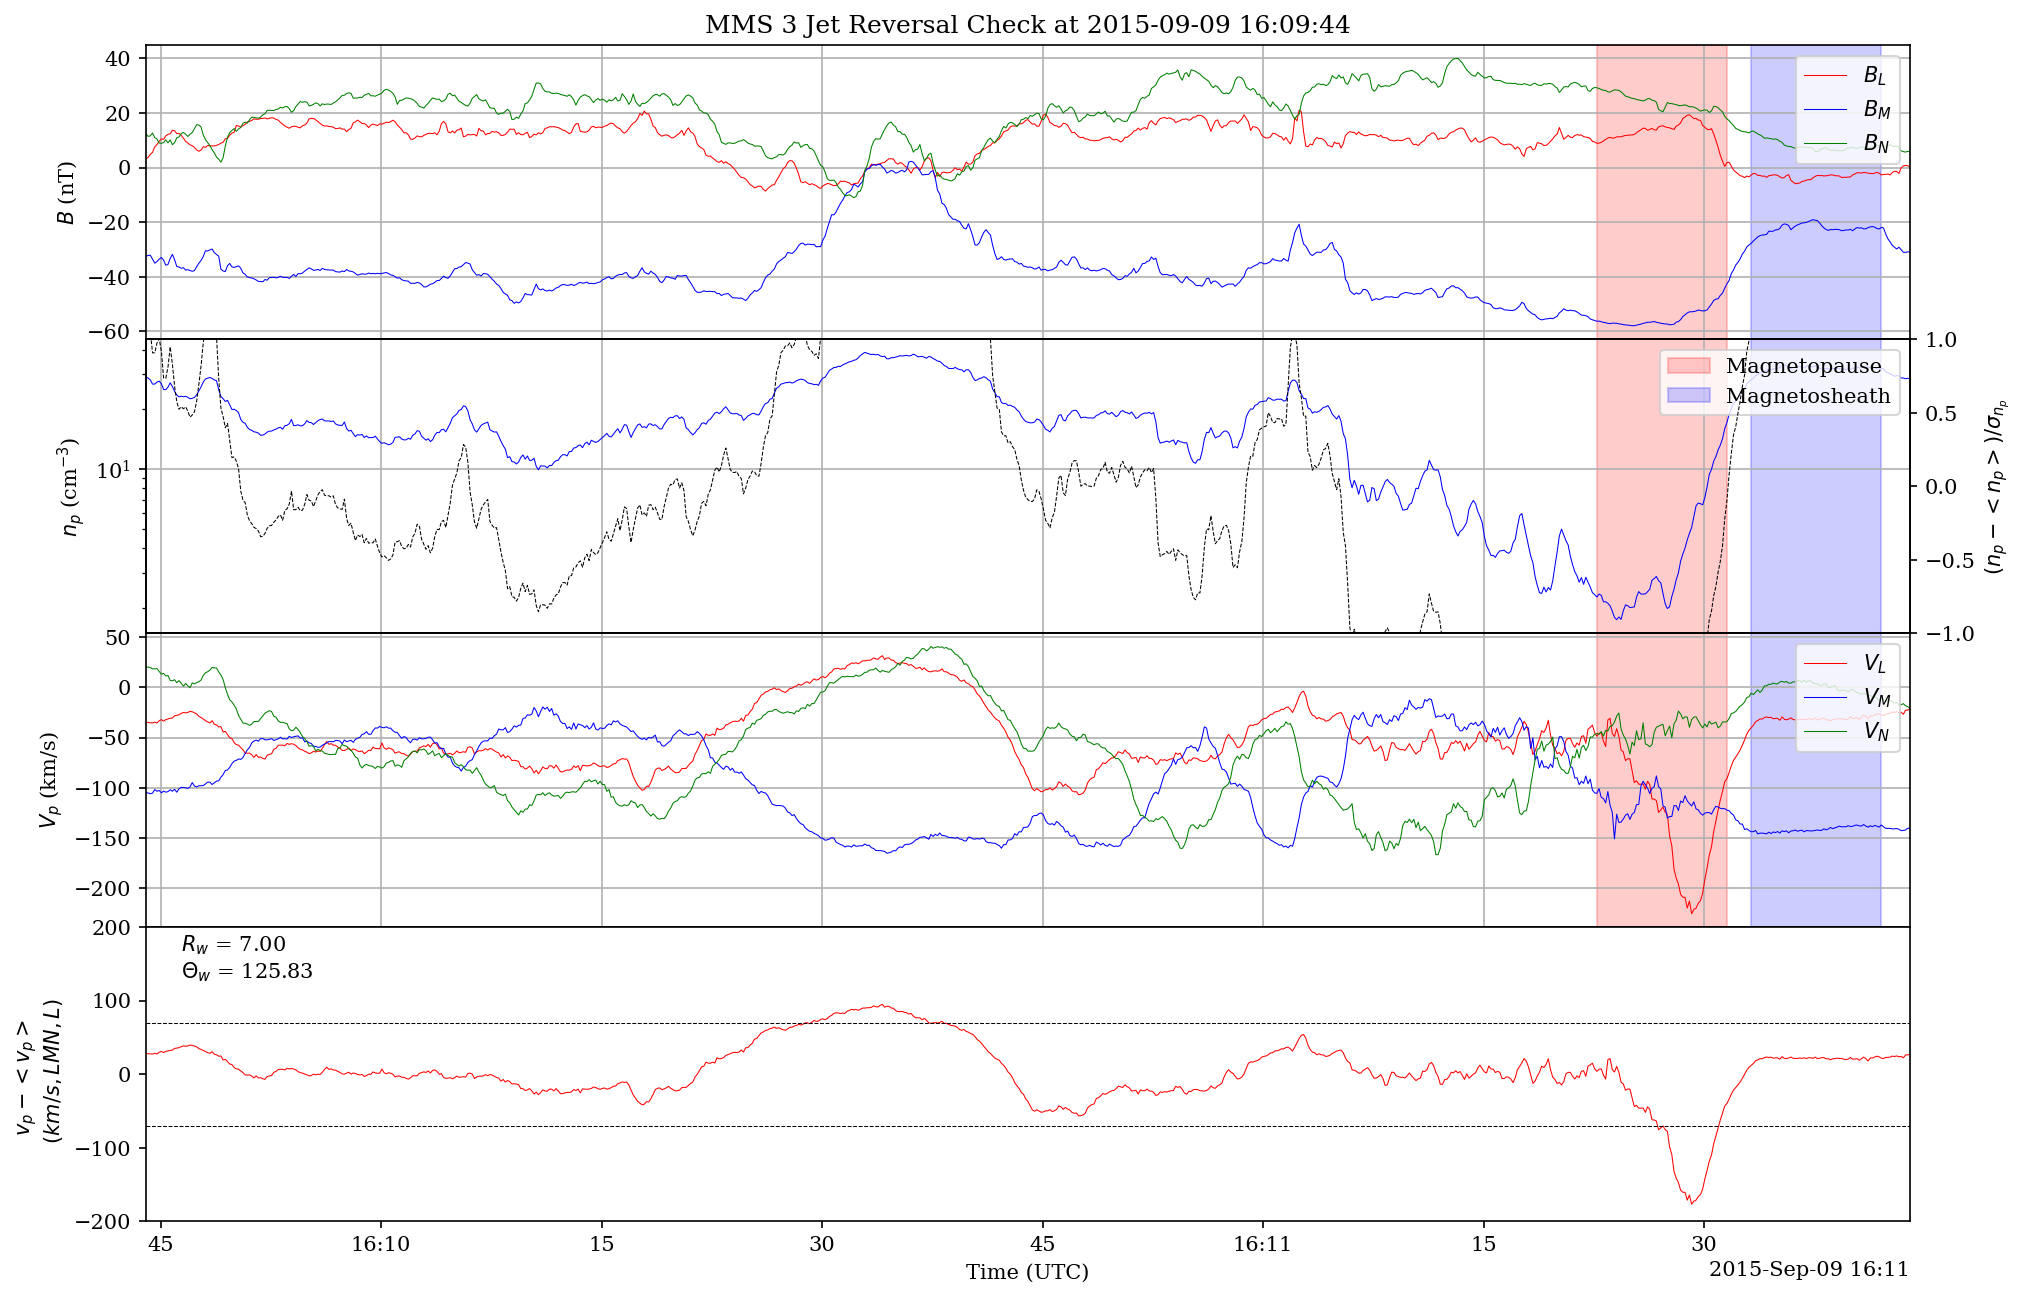 MMS 3 Jet Reversal Check at 2015-09-09 16:09:44
40
20
0
−20
−40
−60
B (nT)
B_L
B_M
B_N
10^1
n_p (cm^−3)
1.0
0.5
0.0
−0.5
−1.0
(n_p − < n_p >)/σ_{n_p}
Magnetopause
Magnetosheath
50
0
−50
−100
−150
−200
V_p (km/s)
V_L
V_M
V_N
200
100
0
−100
−200
v_p − < v_p >
(km/s, LMN, L)
R_w = 7.00
Θ_w = 125.83
45 16:10 15 30 45 16:11 15 30
Time (UTC)
2015-Sep-09 16:11